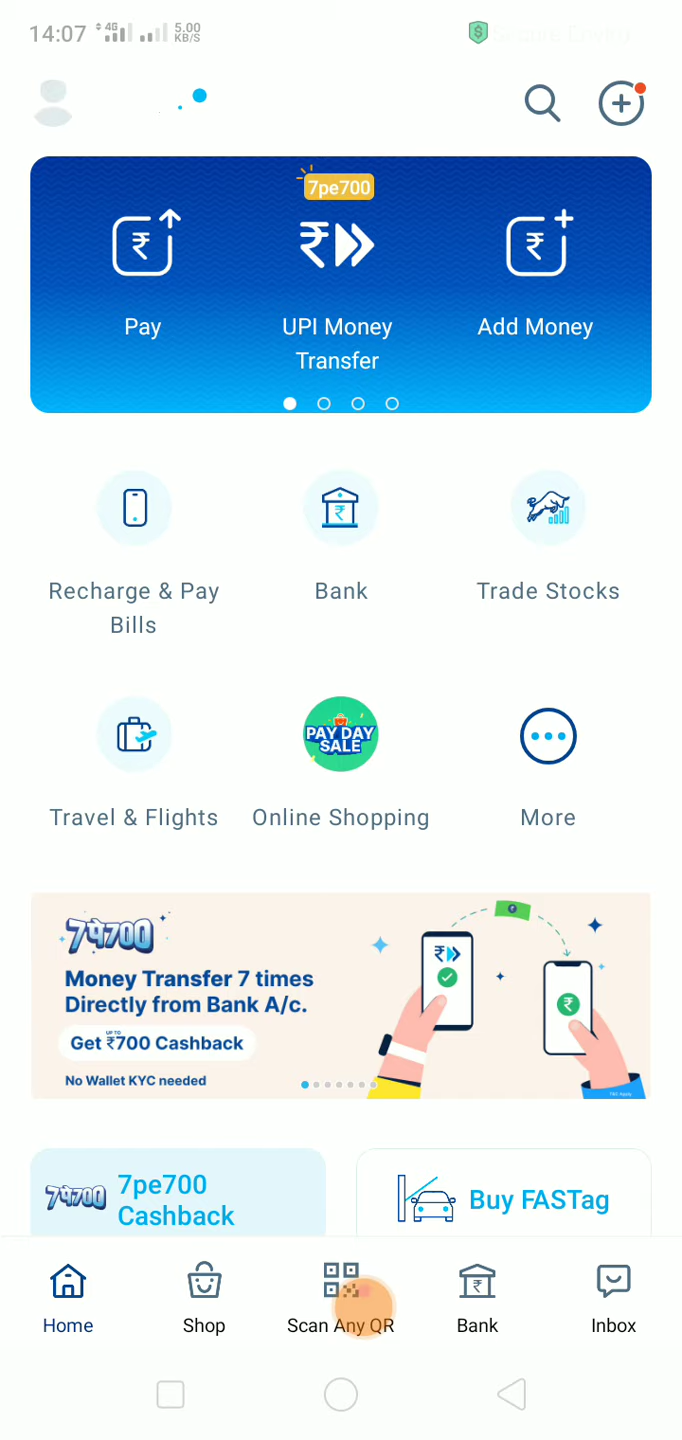 14:07 4G 5.00 KB/S
7pe700
Pay
UPI Money Transfer
Add Money
Recharge & Pay Bills
Bank
Trade Stocks
PAY DAY SALE
Travel & Flights
Online Shopping
More
7पे700
Money Transfer 7 times
Directly from Bank A/c.
Get UP TO ₹700 Cashback
No Wallet KYC needed
7पे700
7pe700 Cashback
Buy FASTag
Home
Shop
Scan Any QR
Bank
Inbox